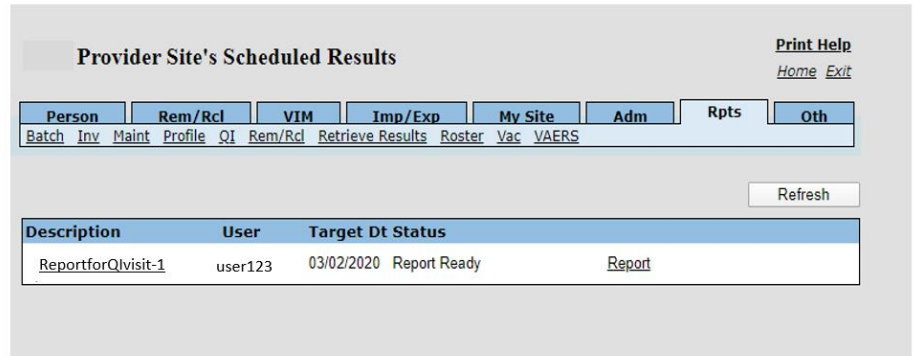 Provider Site's Scheduled Results
Print Help
Home Exit
Person Rem/Rcl VIM Imp/Exp My Site Adm Rpts Oth
Batch Inv Maint Profile QI Rem/Rcl Retrieve Results Roster Vac VAERS
Refresh
Description User Target Dt Status
ReportforQIvisit-1 user123 03/02/2020 Report Ready Report